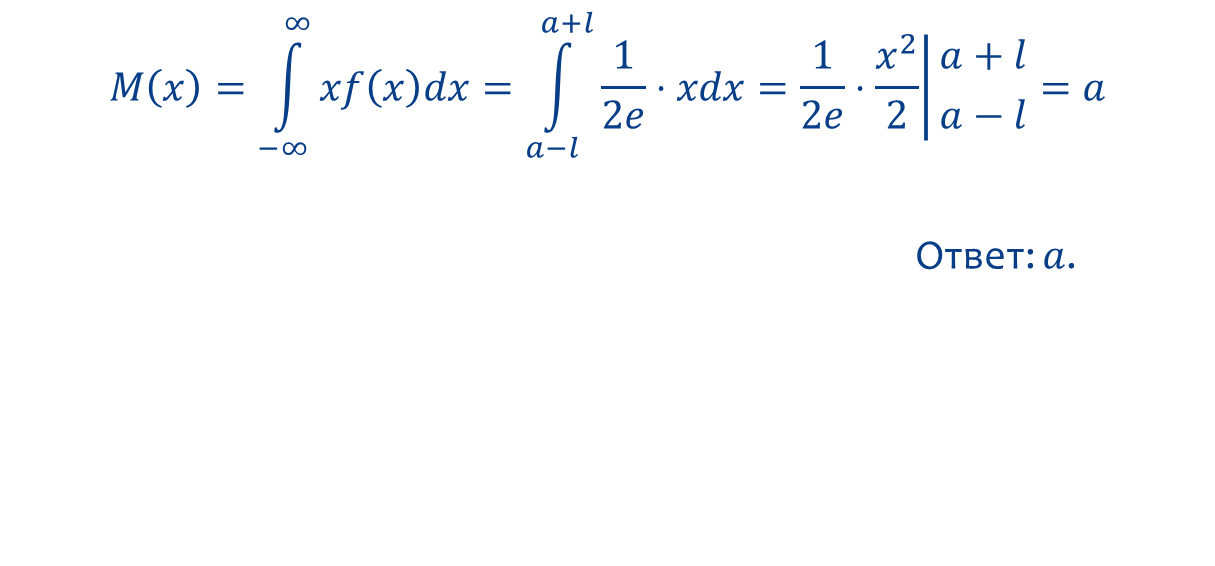 M(x) = ∫_{−∞}^{∞} xf(x)dx = ∫_{a−l}^{a+l} 1/2e · xdx = 1/2e · x²/2 |_{a − l}^{a + l} = a
Ответ: a.